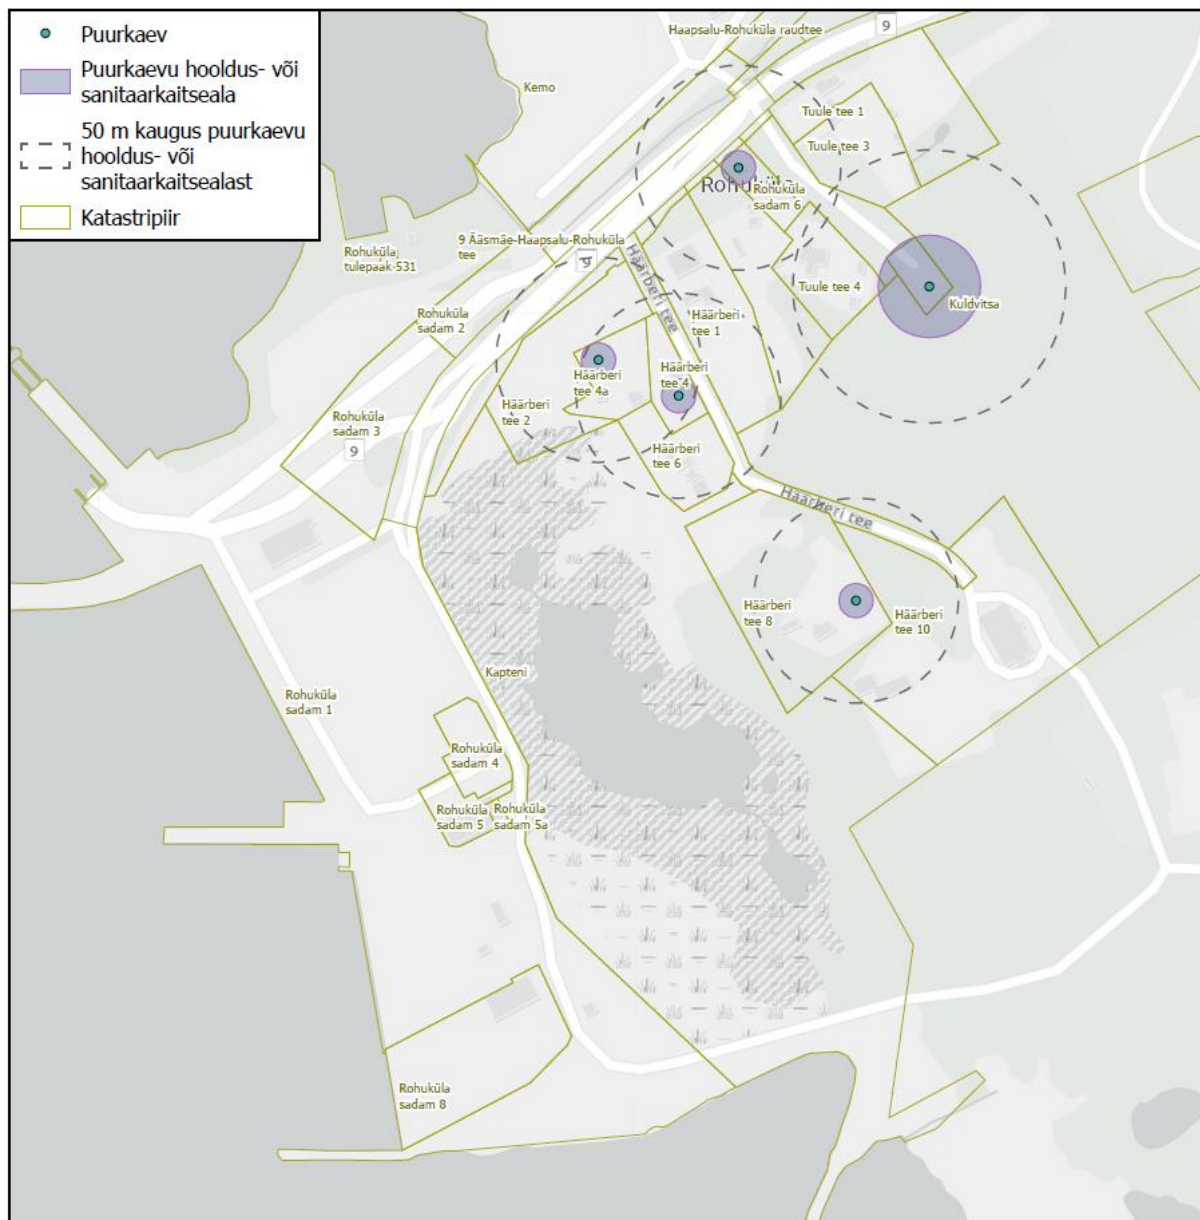 Puurkaev
Puurkaevu hooldus- või
sanitaarkaitseala
50 m kaugus puurkaevu
hooldus- või
sanitaarkaitsealast
Katastripiir
Haapsalu-Rohuküla raudtee
9
Kemo
Tuule tee 1
Tuule tee 3
Rohuküla
Rohuküla
sadam 6
9 Ääsmäe-Haapsalu-Rohuküla
tee
Rohuküla
tulepaak-531
9
Häärberi tee
Tuule tee 4
Kuldvitsa
Rohuküla
sadam 2
Häärberi
tee 1
Häärberi
tee 4
Häärberi
tee 4a
Häärberi
tee 2
Rohuküla
sadam 3
9
Häärberi
tee 6
Häärberi tee
Häärberi
tee 8
Häärberi
tee 10
Kapteni
Rohuküla
sadam 1
Rohuküla
sadam 4
Rohuküla
sadam 5
Rohuküla
sadam 5a
Rohuküla
sadam 8